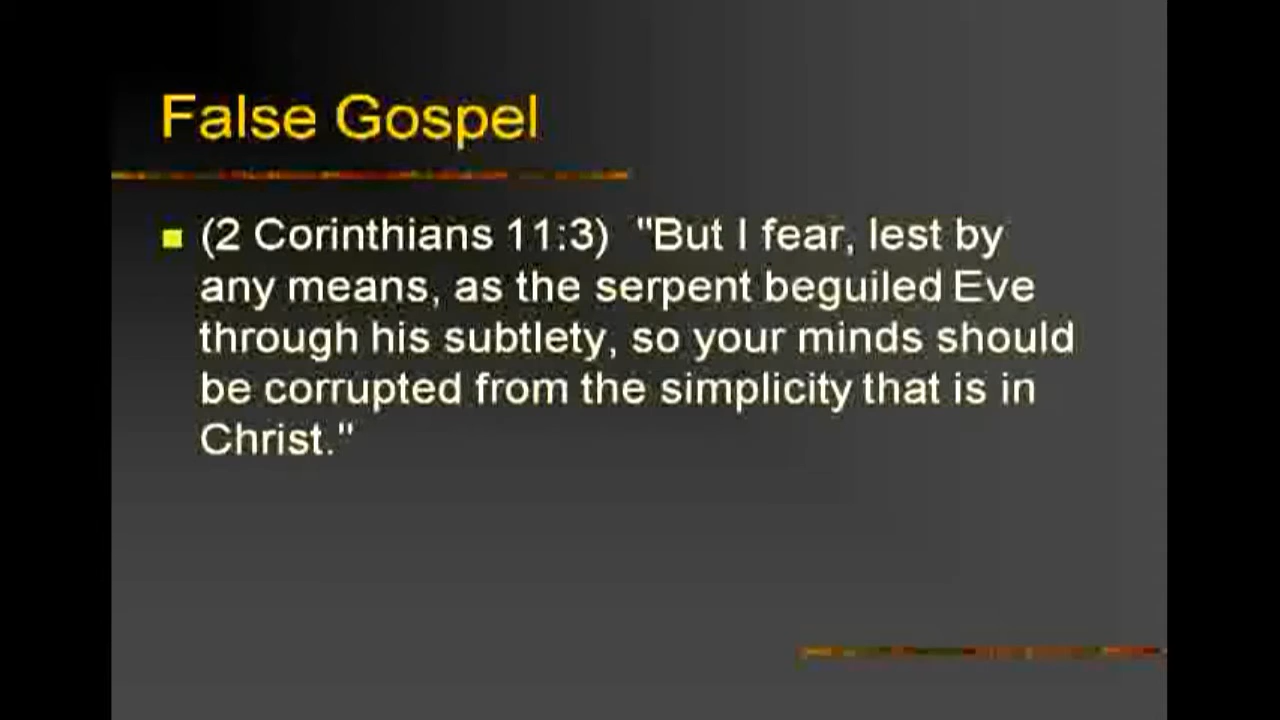 False Gospel
(2 Corinthians 11:3)  "But I fear, lest by
any means, as the serpent beguiled Eve
through his subtlety, so your minds should
be corrupted from the simplicity that is in
Christ."